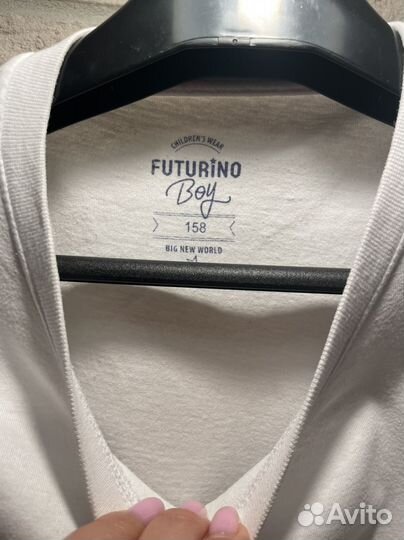 CHILDREN'S WEAR
FUTURINO
Boy
158
BIG NEW WORLD
Avito